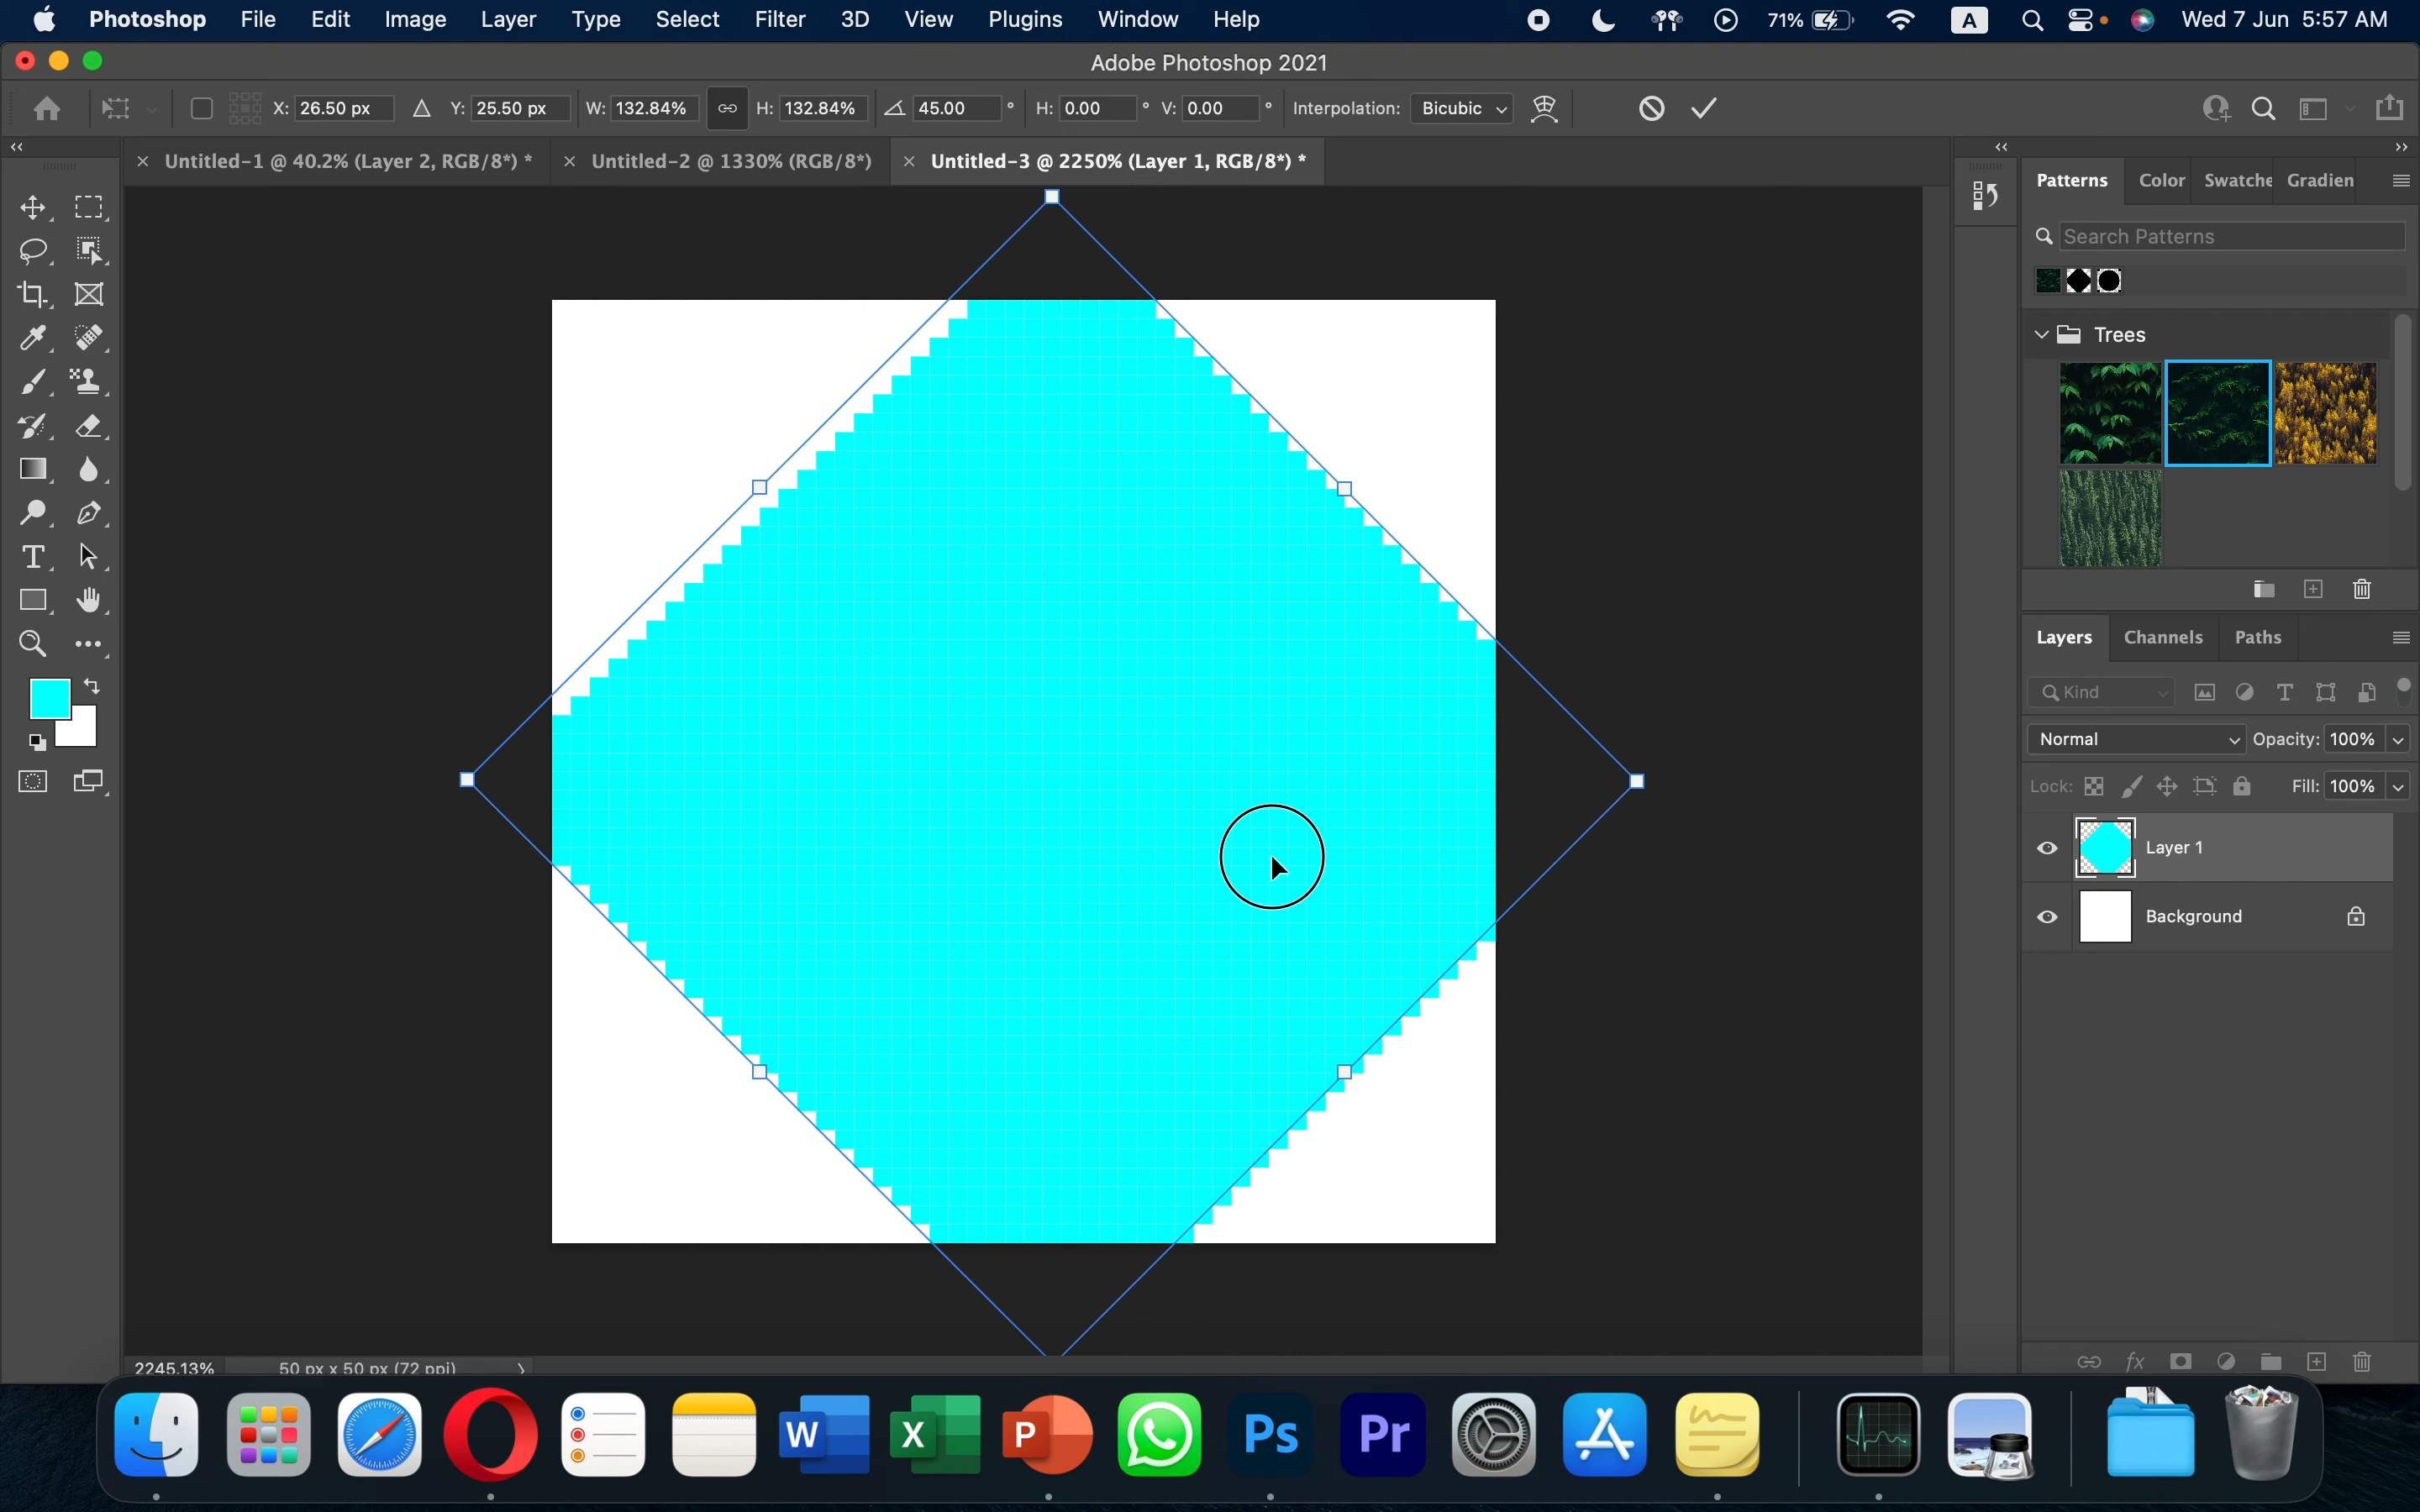 Photoshop File Edit Image Layer Type Select Filter 3D View Plugins Window Help 71% A Wed 7 Jun 5:57 AM
Adobe Photoshop 2021
X: 26.50 px Y: 25.50 px W: 132.84% H: 132.84% 45.00 ° H: 0.00 ° V: 0.00 ° Interpolation: Bicubic
Untitled-1 @ 40.2% (Layer 2, RGB/8*) * Untitled-2 @ 1330% (RGB/8*) Untitled-3 @ 2250% (Layer 1, RGB/8*) *
Patterns Color Swatche Gradien
Search Patterns
Trees
Layers Channels Paths
Kind
Normal Opacity: 100%
Lock: Fill: 100%
Layer 1
Background
2245.13% 50 px x 50 px (72 ppi)
W X P Ps Pr